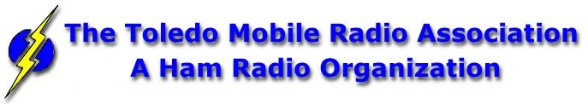 The Toledo Mobile Radio Association
A Ham Radio Organization